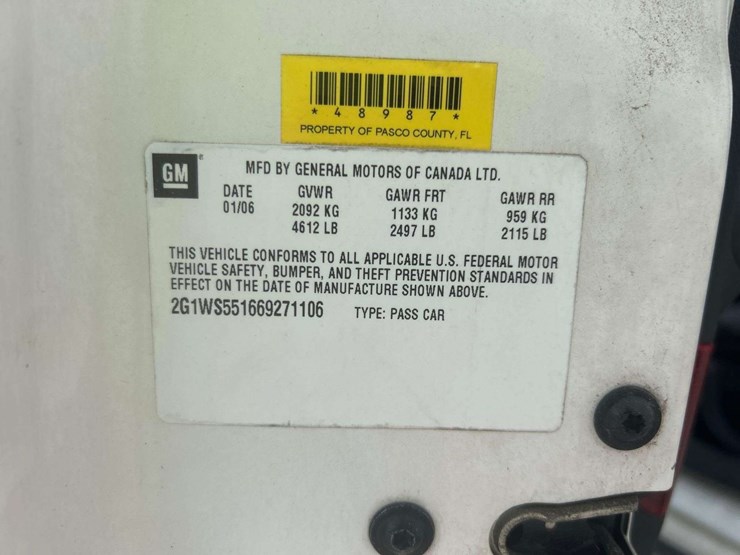 * 4 8 9 8 7 *
PROPERTY OF PASCO COUNTY, FL
GM
MFD BY GENERAL MOTORS OF CANADA LTD.
DATE GVWR GAWR FRT GAWR RR
01/06 2092 KG 1133 KG 959 KG
4612 LB 2497 LB 2115 LB
THIS VEHICLE CONFORMS TO ALL APPLICABLE U.S. FEDERAL MOTOR
VEHICLE SAFETY, BUMPER, AND THEFT PREVENTION STANDARDS IN
EFFECT ON THE DATE OF MANUFACTURE SHOWN ABOVE.
2G1WS551669271106 TYPE: PASS CAR